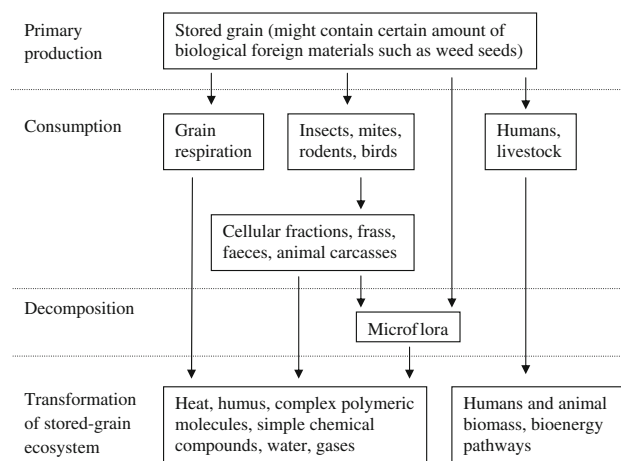 Primary
production
Stored grain (might contain certain amount of
biological foreign materials such as weed seeds)
Consumption
Grain
respiration
Insects, mites,
rodents, birds
Humans,
livestock
Cellular fractions, frass,
faeces, animal carcasses
Decomposition
Microflora
Transformation
of stored-grain
ecosystem
Heat, humus, complex polymeric
molecules, simple chemical
compounds, water, gases
Humans and animal
biomass, bioenergy
pathways